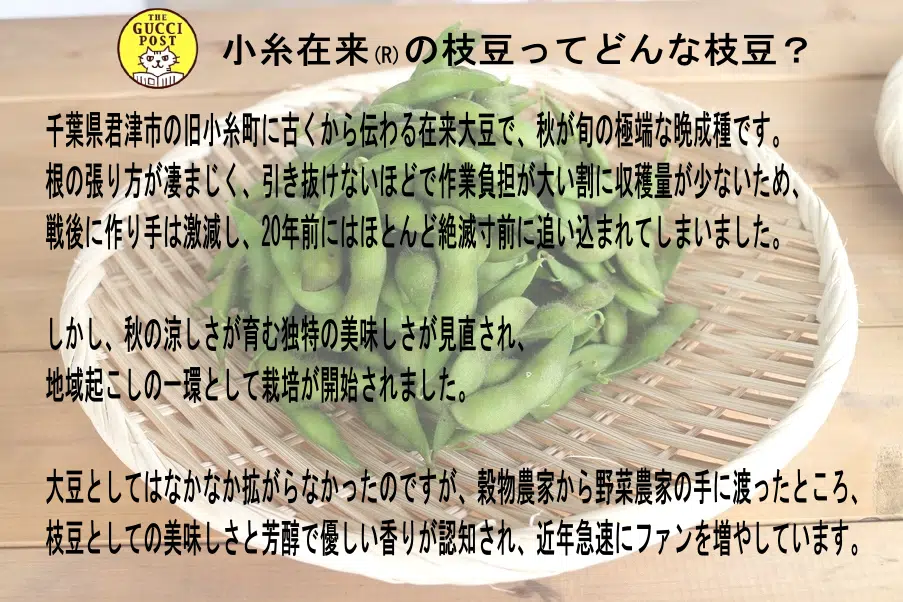 THE
GUCCI
POST
小糸在来(R)の枝豆ってどんな枝豆？
千葉県君津市の旧小糸町に古くから伝わる在来大豆で、秋が旬の極端な晩成種です。
根の張り方が凄まじく、引き抜けないほどで作業負担が大い割に収穫量が少ないため、
戦後に作り手は激減し、20年前にはほとんど絶滅寸前に追い込まれてしまいました。
しかし、秋の涼しさが育む独特の美味しさが見直され、
地域起こしの一環として栽培が開始されました。
大豆としてはなかなか拡がらなかったのですが、穀物農家から野菜農家の手に渡ったところ、
枝豆としての美味しさと芳醇で優しい香りが認知され、近年急速にファンを増やしています。